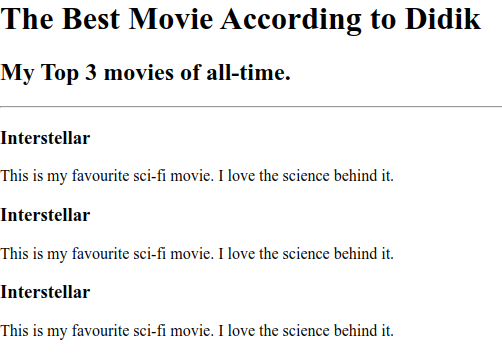 The Best Movie According to Didik
My Top 3 movies of all-time.
Interstellar
This is my favourite sci-fi movie. I love the science behind it.
Interstellar
This is my favourite sci-fi movie. I love the science behind it.
Interstellar
This is my favourite sci-fi movie. I love the science behind it.